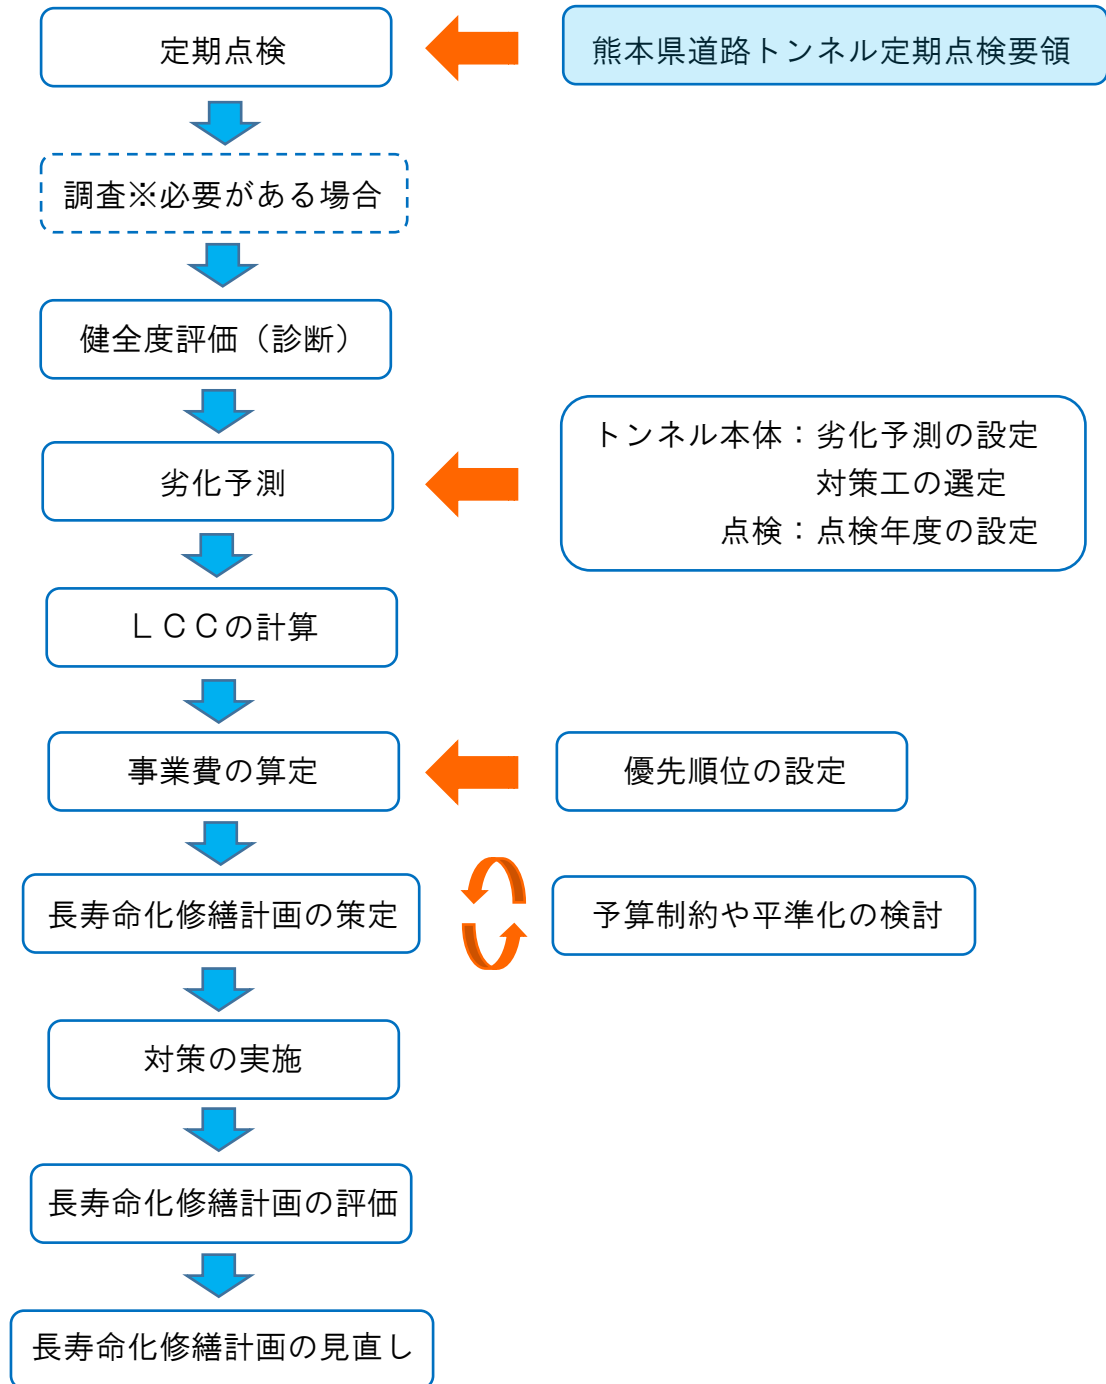 定期点検
熊本県道路トンネル定期点検要領
調査※必要がある場合
健全度評価（診断）
劣化予測
トンネル本体：劣化予測の設定
対策工の選定
点検：点検年度の設定
ＬＣＣの計算
事業費の算定
優先順位の設定
長寿命化修繕計画の策定
予算制約や平準化の検討
対策の実施
長寿命化修繕計画の評価
長寿命化修繕計画の見直し